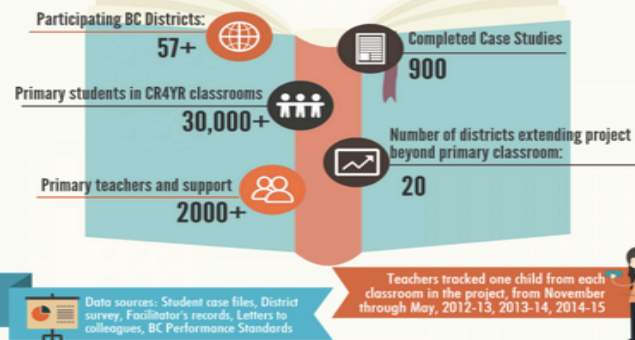 Participating BC Districts:
57+
Completed Case Studies
900
Primary students in CR4YR classrooms
30,000+
Number of districts extending project
beyond primary classroom:
20
Primary teachers and support
2000+
Data sources: Student case files, District
survey, Facilitator's records, Letters to
colleagues, BC Performance Standards
Teachers tracked one child from each
classroom in the project, from November
through May, 2012-13, 2013-14, 2014-15